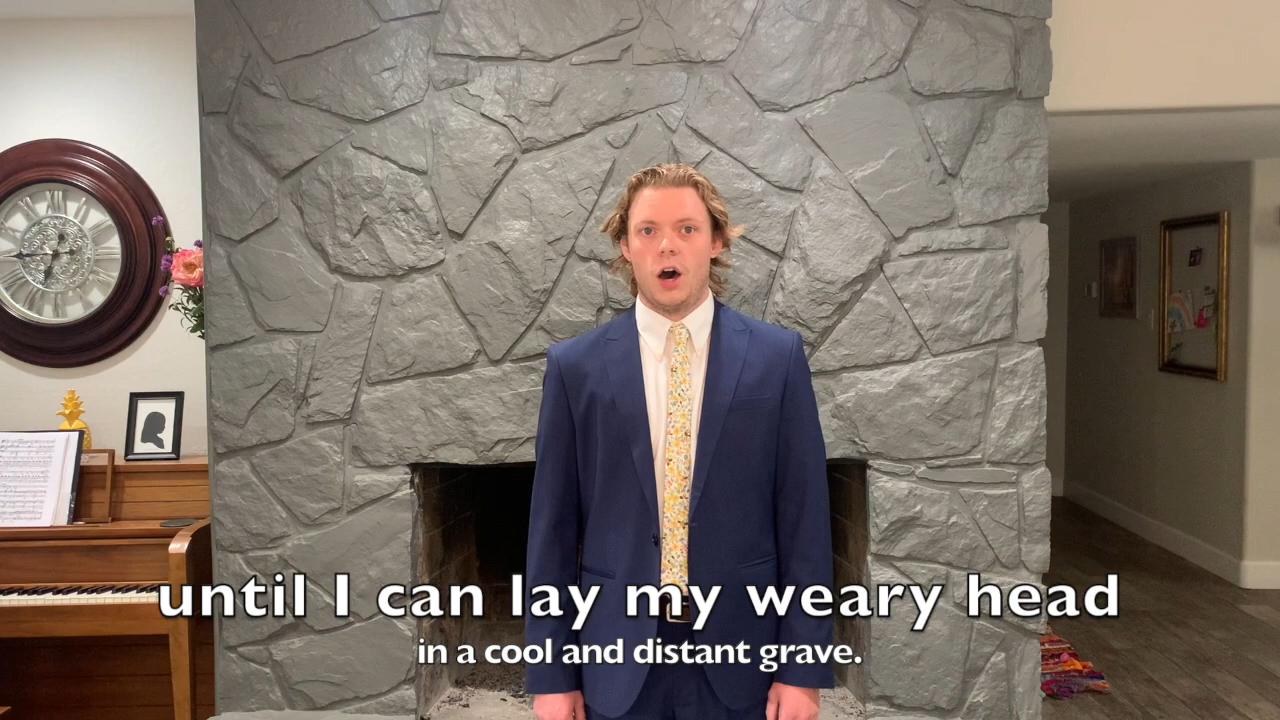 until I can lay my weary head
in a cool and distant grave.